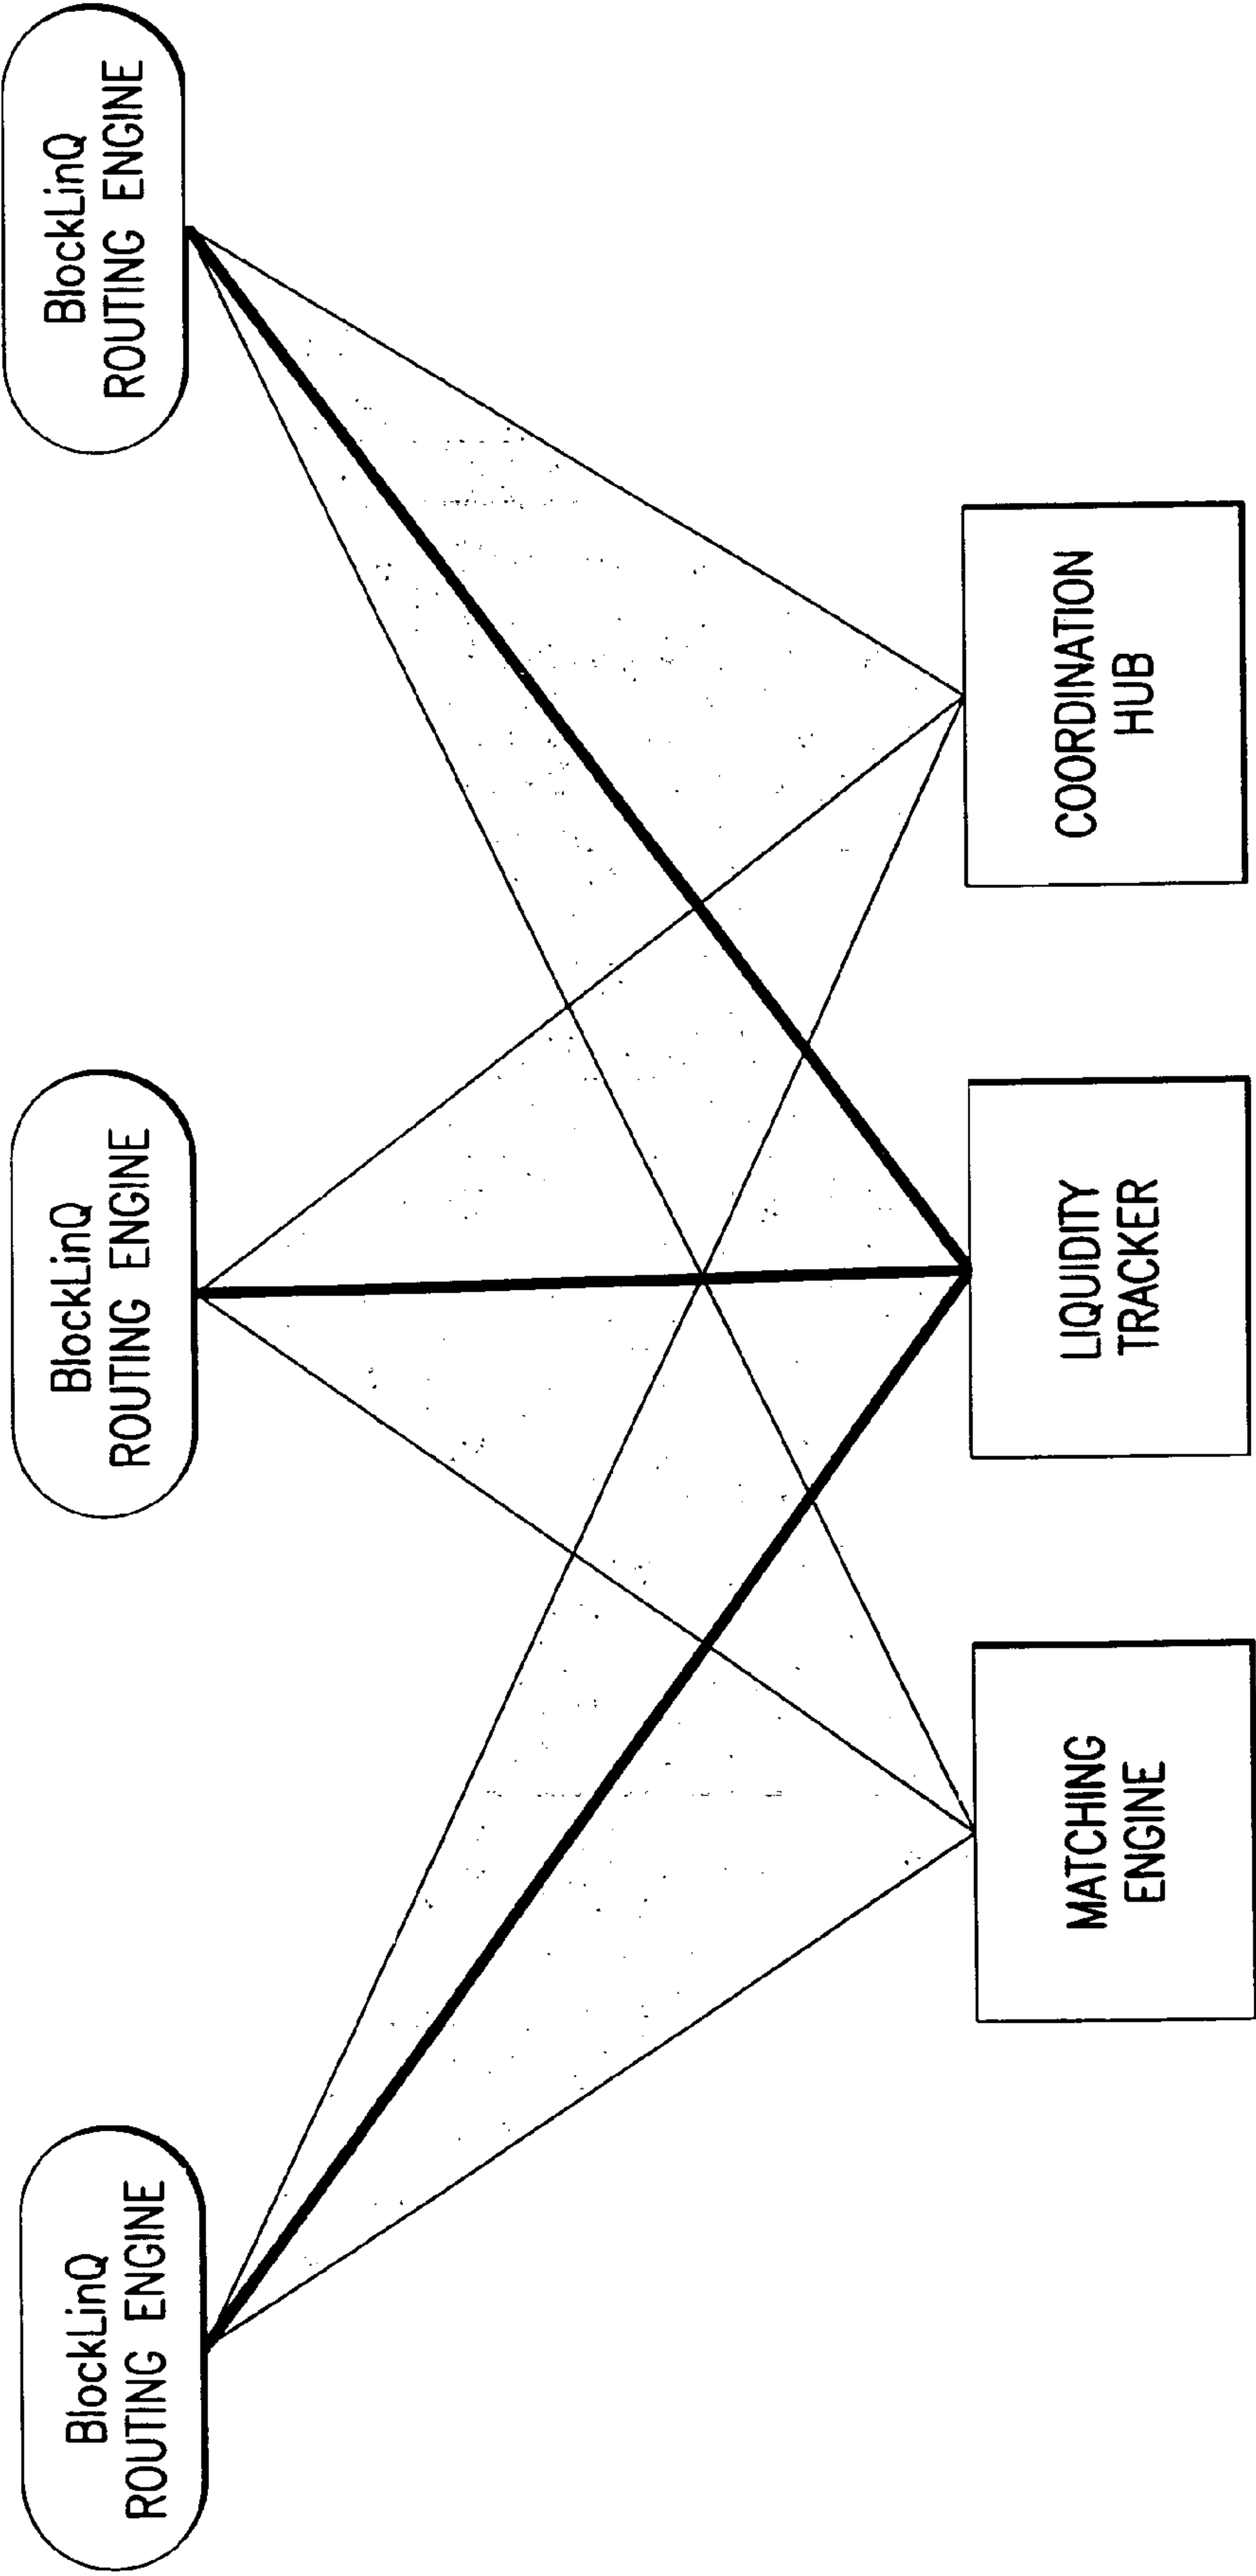 BlockLinQ
ROUTING ENGINE
BlockLinQ
ROUTING ENGINE
BlockLinQ
ROUTING ENGINE
MATCHING
ENGINE
LIQUIDITY
TRACKER
COORDINATION
HUB